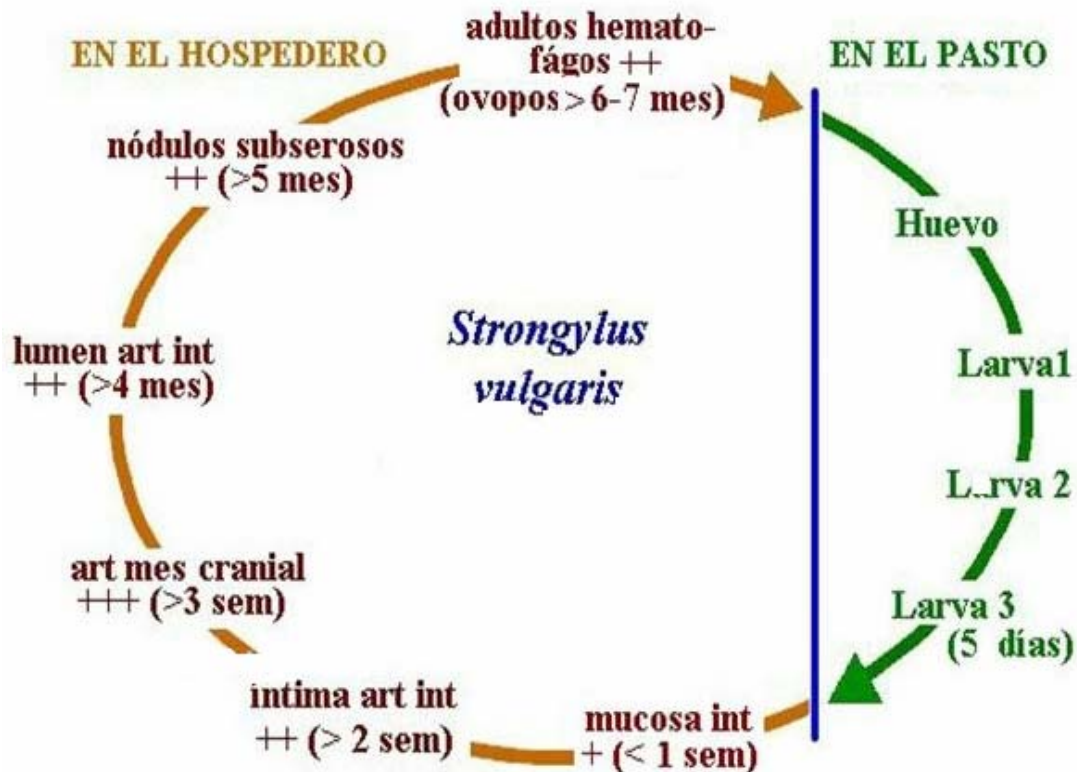 EN EL HOSPEDERO
adultos hemato-
fágos ++
(ovopos > 6-7 mes)
EN EL PASTO
nódulos subserosos
++ (>5 mes)
Huevo
lumen art int
++ (>4 mes)
Strongylus
vulgaris
Larva1
L..rva 2
art mes cranial
+++ (>3 sem)
Larva 3
(5 días)
íntima art int
++ (> 2 sem)
mucosa int
+ (< 1 sem)